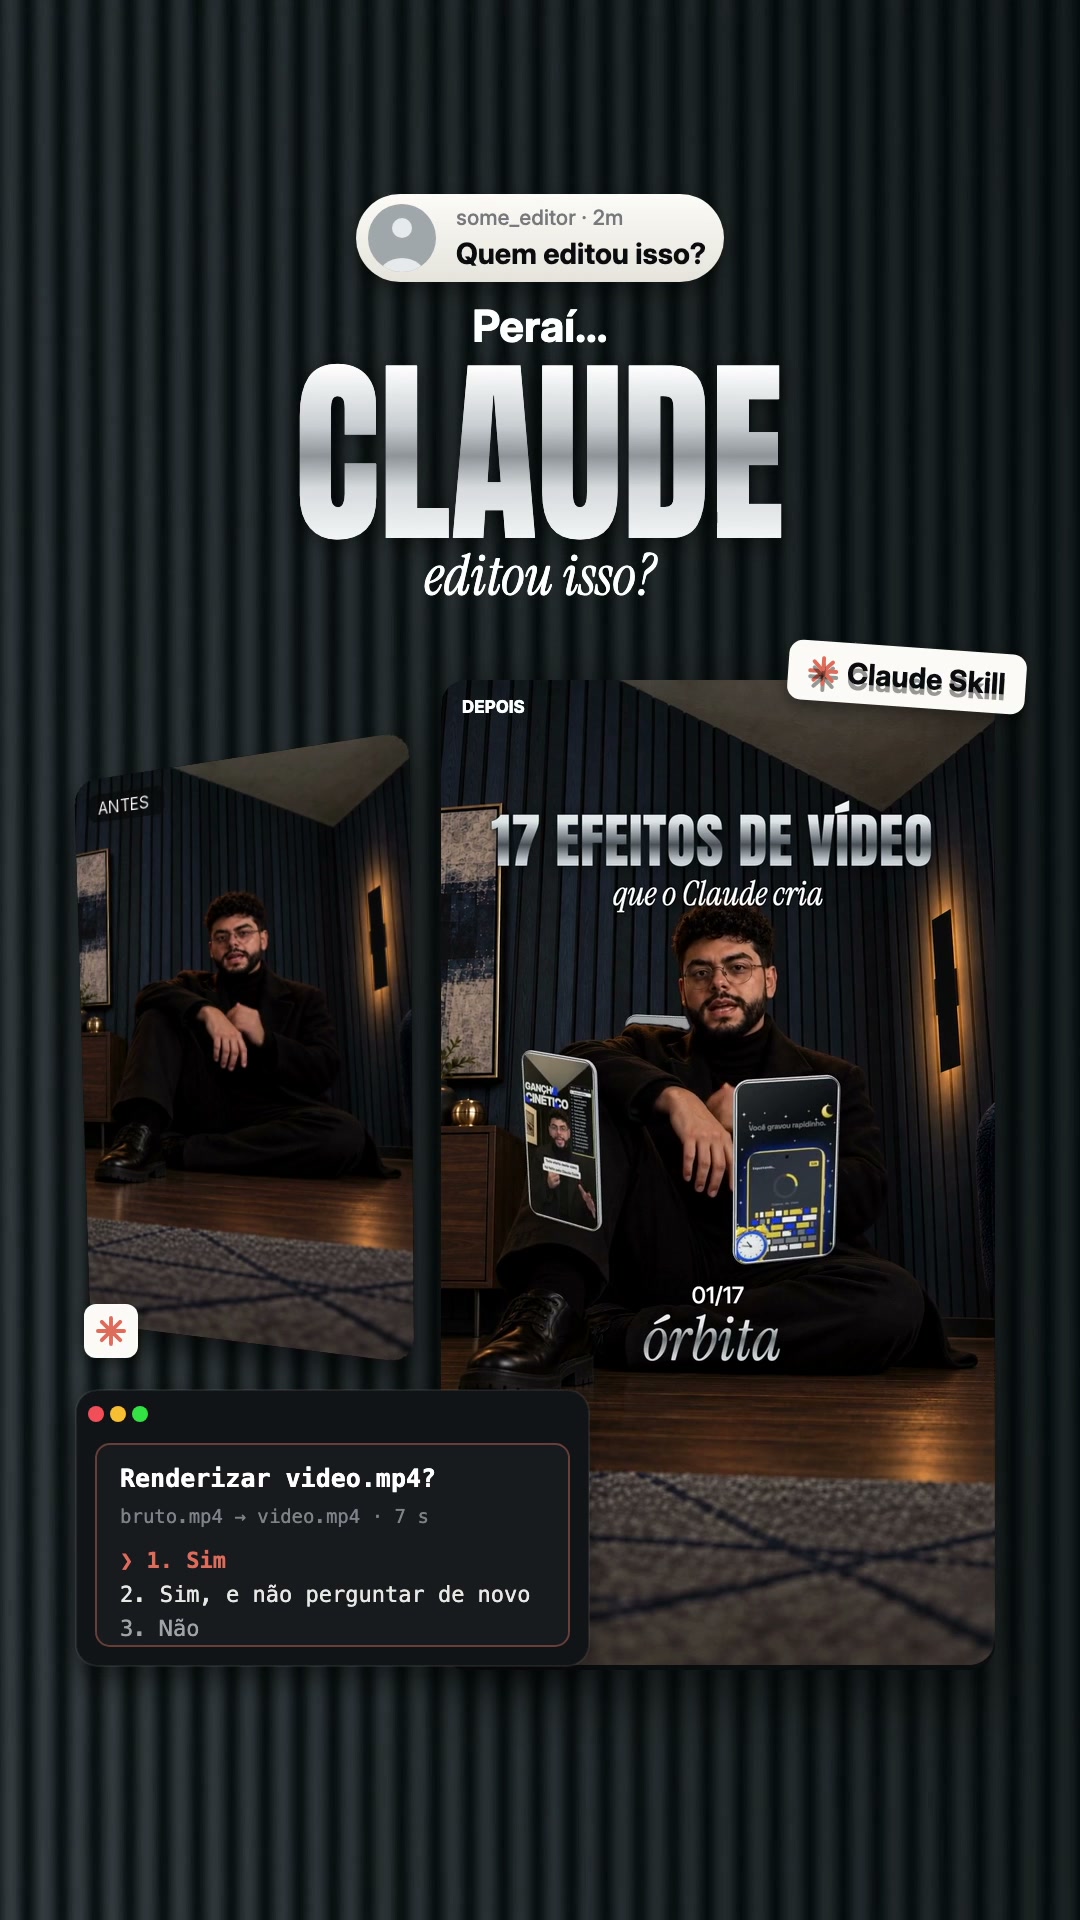 some_editor · 2m
Quem editou isso?
Peraí...
CLAUDE
editou isso?
Claude Skill
DEPOIS
ANTES
17 EFEITOS DE VÍDEO
que o Claude cria
GANCHO
CINÉTICO
Você gravou rapidinho.
01/17
órbita
Renderizar video.mp4?
bruto.mp4 → video.mp4 · 7 s
❯ 1. Sim
2. Sim, e não perguntar de novo
3. Não